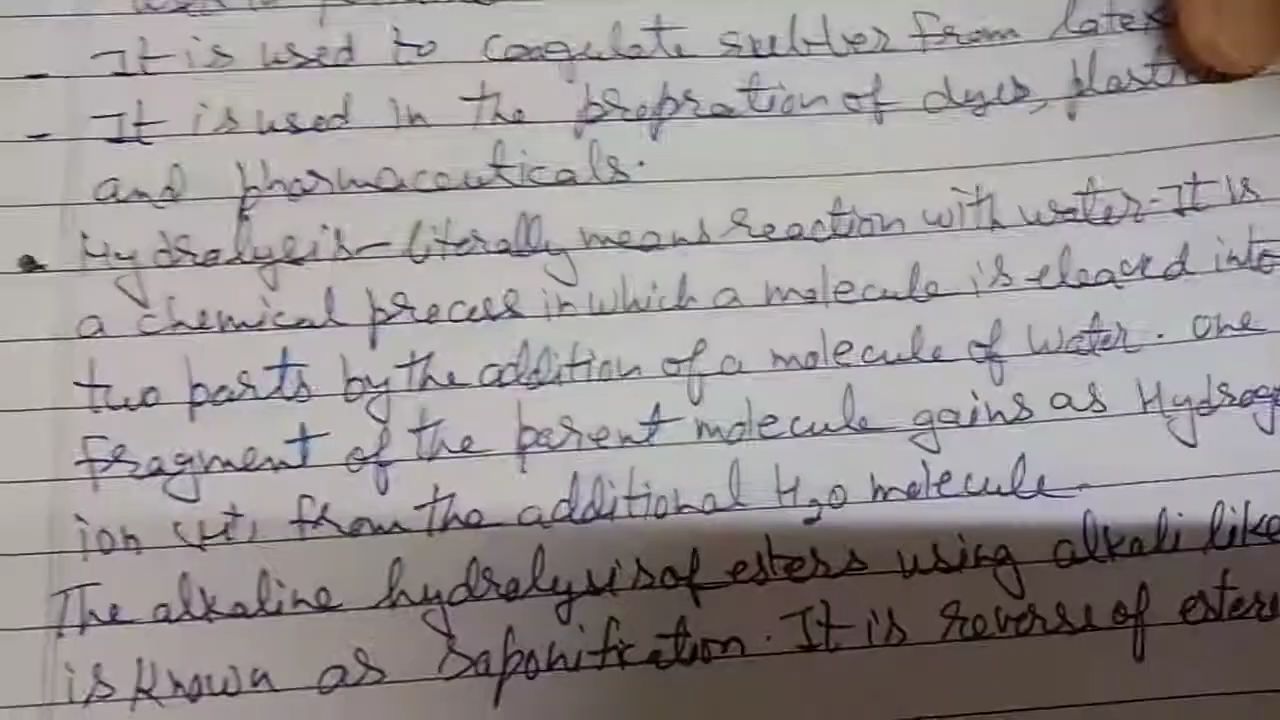 - It is used to coagulate rubber from latex
- It is used in the prepration of dyes, plasti
and pharmaceuticals.
• Hydrolysis - literally means reaction with water - It is
a chemical process in which a molecule is cleaved into
two parts by the addition of a molecule of water. One
fragment of the parent molecule gains as Hydrog
ion (H+) from the additional H2O molecule.
The alkaline hydrolysis of esters using alkali like
is known as saponification. It is reverse of esters